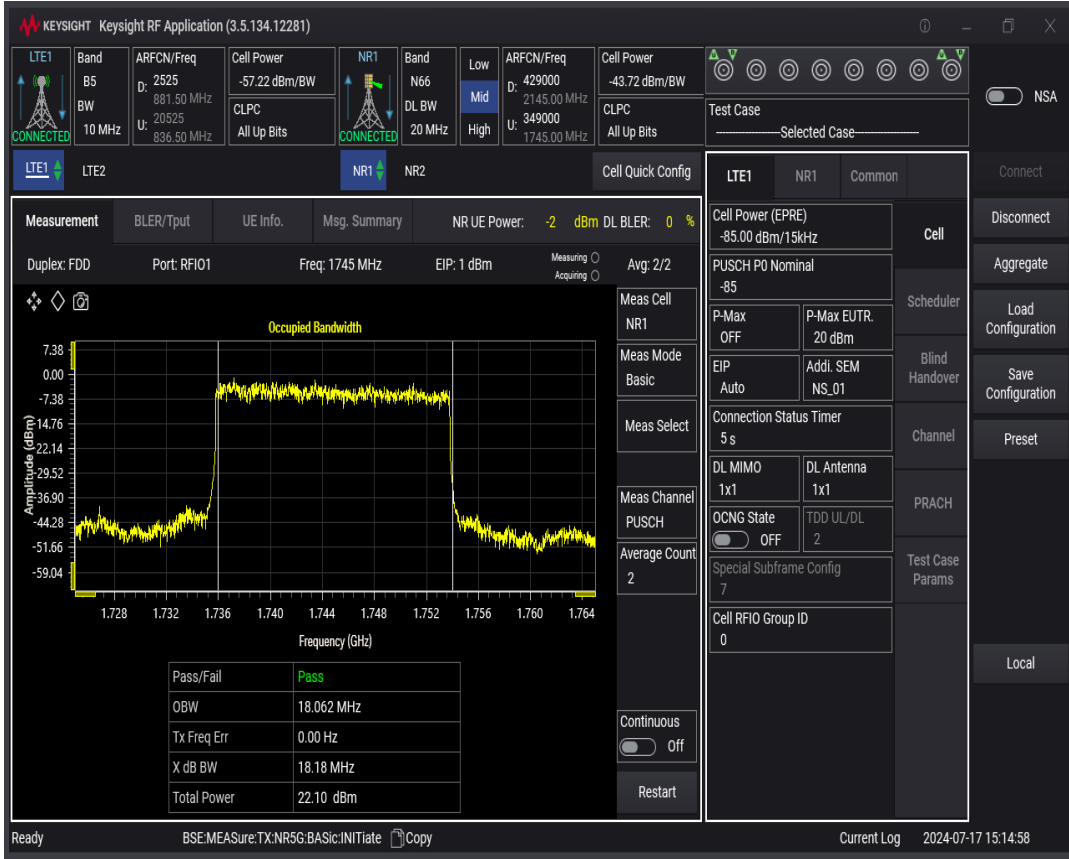 KEYSIGHT Keysight RF Application (3.5.134.12281)
LTE1
CONNECTED
Band
B5
BW
10 MHz
ARFCN/Freq
D: 2525
881.50 MHz
U: 20525
836.50 MHz
Cell Power
-57.22 dBm/BW
CLPC
All Up Bits
NR1
CONNECTED
Band
N66
DL BW
20 MHz
Low
Mid
High
ARFCN/Freq
D: 429000
2145.00 MHz
U: 349000
1745.00 MHz
Cell Power
-43.72 dBm/BW
CLPC
All Up Bits
Test Case
--------------------Selected Case--------------------
NSA
LTE1 LTE2 NR1 NR2 Cell Quick Config
Measurement BLER/Tput UE Info. Msg. Summary NR UE Power: -2 dBm DL BLER: 0 %
Duplex: FDD Port: RFIO1 Freq: 1745 MHz EIP: 1 dBm Measuring Acquiring Avg: 2/2
Occupied Bandwidth
Amplitude (dBm)
7.38
0.00
-7.38
-14.76
-22.14
-29.52
-36.90
-44.28
-51.66
-59.04
1.728 1.732 1.736 1.740 1.744 1.748 1.752 1.756 1.760 1.764
Frequency (GHz)
Pass/Fail Pass
OBW 18.062 MHz
Tx Freq Err 0.00 Hz
X dB BW 18.18 MHz
Total Power 22.10 dBm
Meas Cell
NR1
Meas Mode
Basic
Meas Select
Meas Channel
PUSCH
Average Count
2
Continuous
Off
Restart
LTE1 NR1 Common
Cell Power (EPRE)
-85.00 dBm/15kHz
PUSCH P0 Nominal
-85
P-Max
OFF
P-Max EUTR.
20 dBm
EIP
Auto
Addi. SEM
NS_01
Connection Status Timer
5 s
DL MIMO
1x1
DL Antenna
1x1
OCNG State
OFF
TDD UL/DL
2
Special Subframe Config
7
Cell RFIO Group ID
0
Cell
Scheduler
Blind
Handover
Channel
PRACH
Test Case
Params
Connect
Disconnect
Aggregate
Load
Configuration
Save
Configuration
Preset
Local
Ready BSE:MEASure:TX:NR5G:BASic:INITiate Copy Current Log 2024-07-17 15:14:58